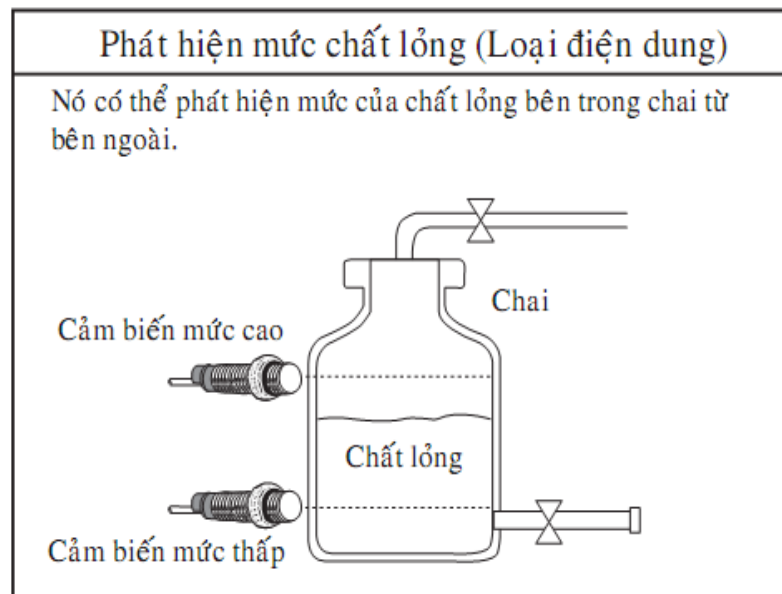 Phát hiện mức chất lỏng (Loại điện dung)
Nó có thể phát hiện mức của chất lỏng bên trong chai từ
bên ngoài.
Chai
Cảm biến mức cao
Chất lỏng
Cảm biến mức thấp